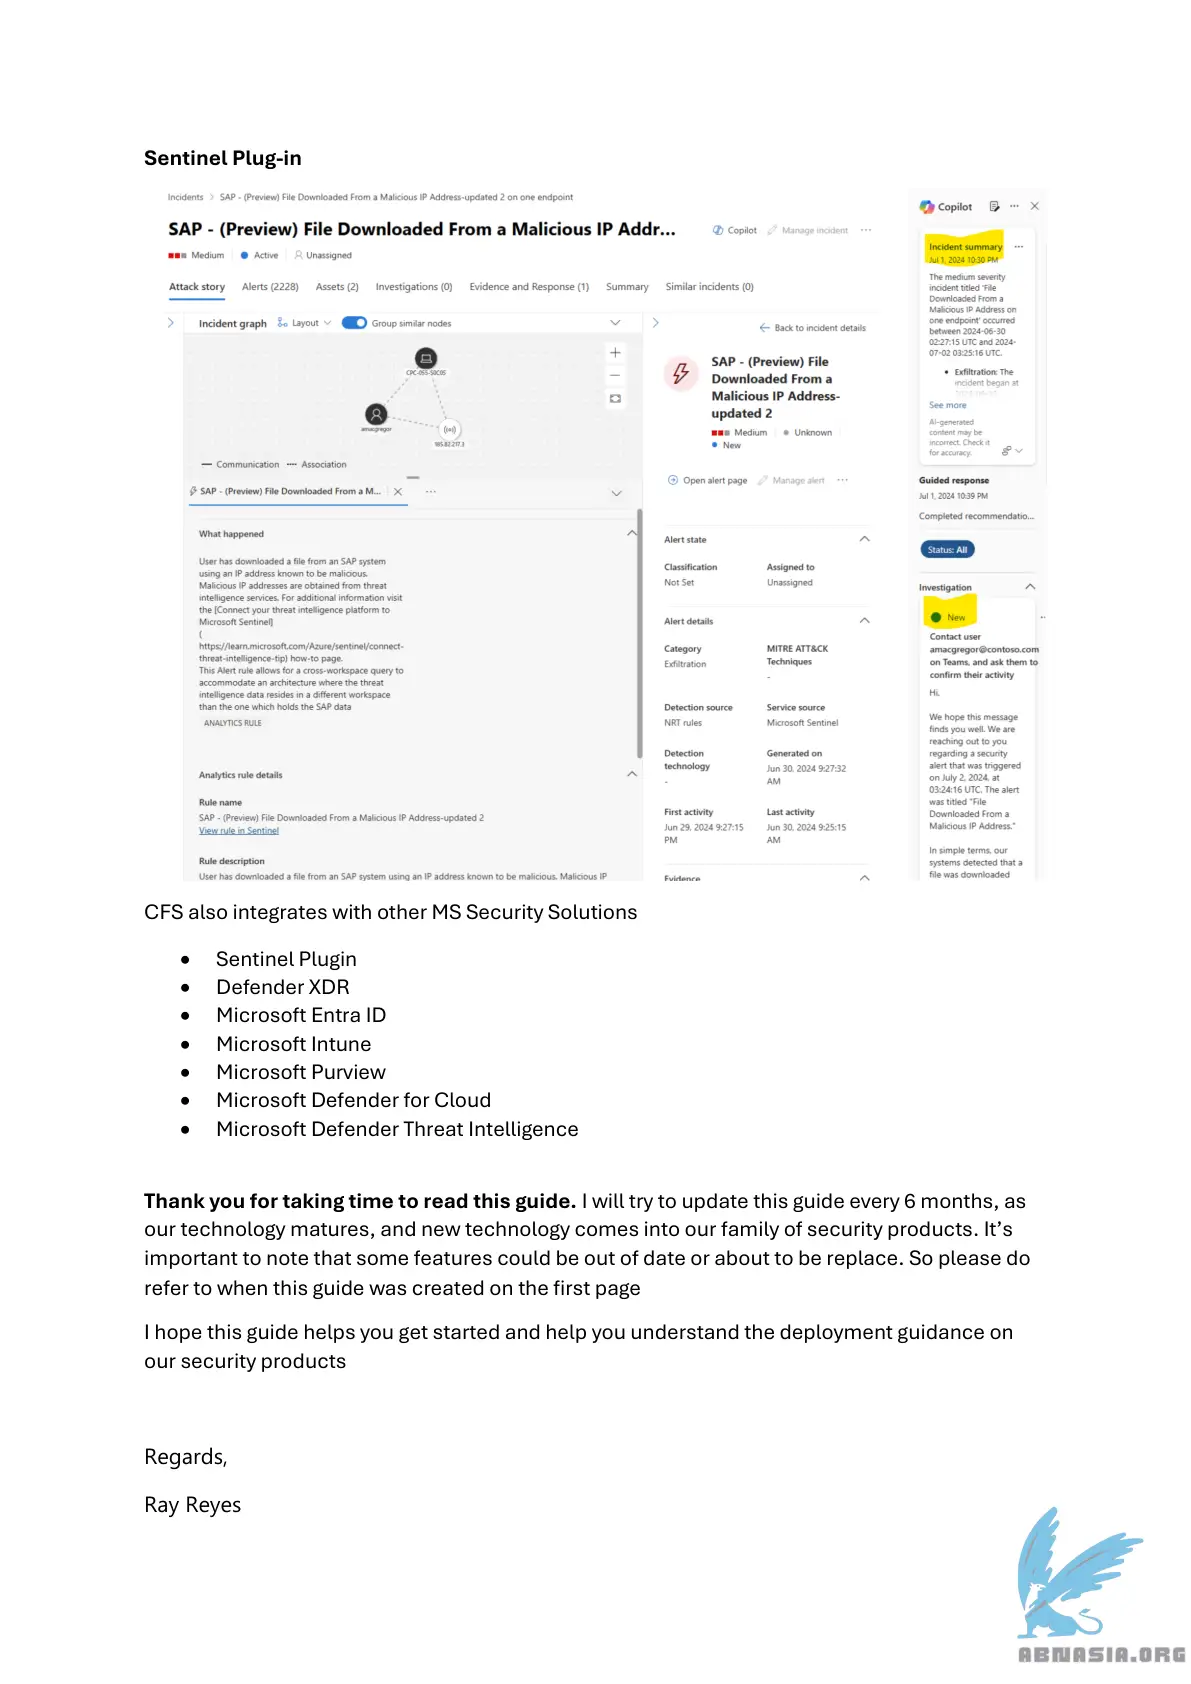 Sentinel Plug-in
Incidents > SAP - (Preview) File Downloaded From a Malicious IP Address-updated 2 on one endpoint
SAP - (Preview) File Downloaded From a Malicious IP Addr...
Copilot
Manage incident
...
Medium
Active
Unassigned
Attack story
Alerts (2228)
Assets (2)
Investigations (0)
Evidence and Response (1)
Summary
Similar incidents (0)
Incident graph
Layout
Group similar nodes
amacgregor
Communication
Association
SAP - (Preview) File Downloaded From a M...
...
What happened
User has downloaded a file from an SAP system
using an IP address known to be malicious.
Malicious IP addresses are obtained from threat
intelligence services. For additional information visit
the [Connect your threat intelligence platform to
Microsoft Sentinel]
(
https://learn.microsoft.com/Azure/sentinel/connect-
threat-intelligence-tip) how-to page.
This Alert rule allows for a cross-workspace query to
accommodate an architecture where the threat
intelligence data resides in a different workspace
than the one which holds the SAP data
ANALYTICS RULE
Analytics rule details
Rule name
SAP - (Preview) File Downloaded From a Malicious IP Address-updated 2
View rule in Sentinel
Rule description
User has downloaded a file from an SAP system using an IP address known to be malicious. Malicious IP
Back to incident details
SAP - (Preview) File
Downloaded From a
Malicious IP Address-
updated 2
Medium
Unknown
New
Open alert page
Manage alert
...
Alert state
Classification
Not Set
Assigned to
Unassigned
Alert details
Category
Exfiltration
MITRE ATT&CK
Techniques
-
Detection source
NRT rules
Service source
Microsoft Sentinel
Detection
technology
-
Generated on
Jun 30, 2024 9:27:32
AM
First activity
Jun 29, 2024 9:27:15
PM
Last activity
Jun 30, 2024 9:25:15
AM
Evidence
Copilot
...
Incident summary
...
Jul 1, 2024 10:30 PM
The medium severity
incident titled 'File
Downloaded From a
Malicious IP Address on
one endpoint' occurred
between 2024-06-30
02:27:15 UTC and 2024-
07-02 03:25:16 UTC.
• Exfiltration: The
incident began at
See more
AI-generated
content may be
incorrect. Check it
for accuracy.
Guided response
Jul 1, 2024 10:39 PM
Completed recommendatio...
Status: All
Investigation
New
Contact user
amacgregor@contoso.com
on Teams, and ask them to
confirm their activity
Hi,
We hope this message
finds you well. We are
reaching out to you
regarding a security
alert that was triggered
on July 2, 2024, at
03:24:16 UTC. The alert
was titled "File
Downloaded From a
Malicious IP Address."
In simple terms, our
systems detected that a
file was downloaded
CFS also integrates with other MS Security Solutions
• Sentinel Plugin
• Defender XDR
• Microsoft Entra ID
• Microsoft Intune
• Microsoft Purview
• Microsoft Defender for Cloud
• Microsoft Defender Threat Intelligence
Thank you for taking time to read this guide. I will try to update this guide every 6 months, as
our technology matures, and new technology comes into our family of security products. It's
important to note that some features could be out of date or about to be replace. So please do
refer to when this guide was created on the first page
I hope this guide helps you get started and help you understand the deployment guidance on
our security products
Regards,
Ray Reyes
ABNASIA.ORG